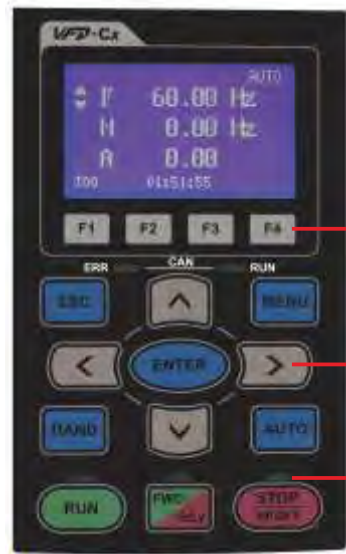 VFD-Cx
AUTO
F 60.00 Hz
H 0.00 Hz
A 0.00
JOG 01:51:55
F1 F2 F3 F4
ERR CAN RUN
ESC MENU
ENTER
HAND AUTO
RUN FWD REV STOP RESET